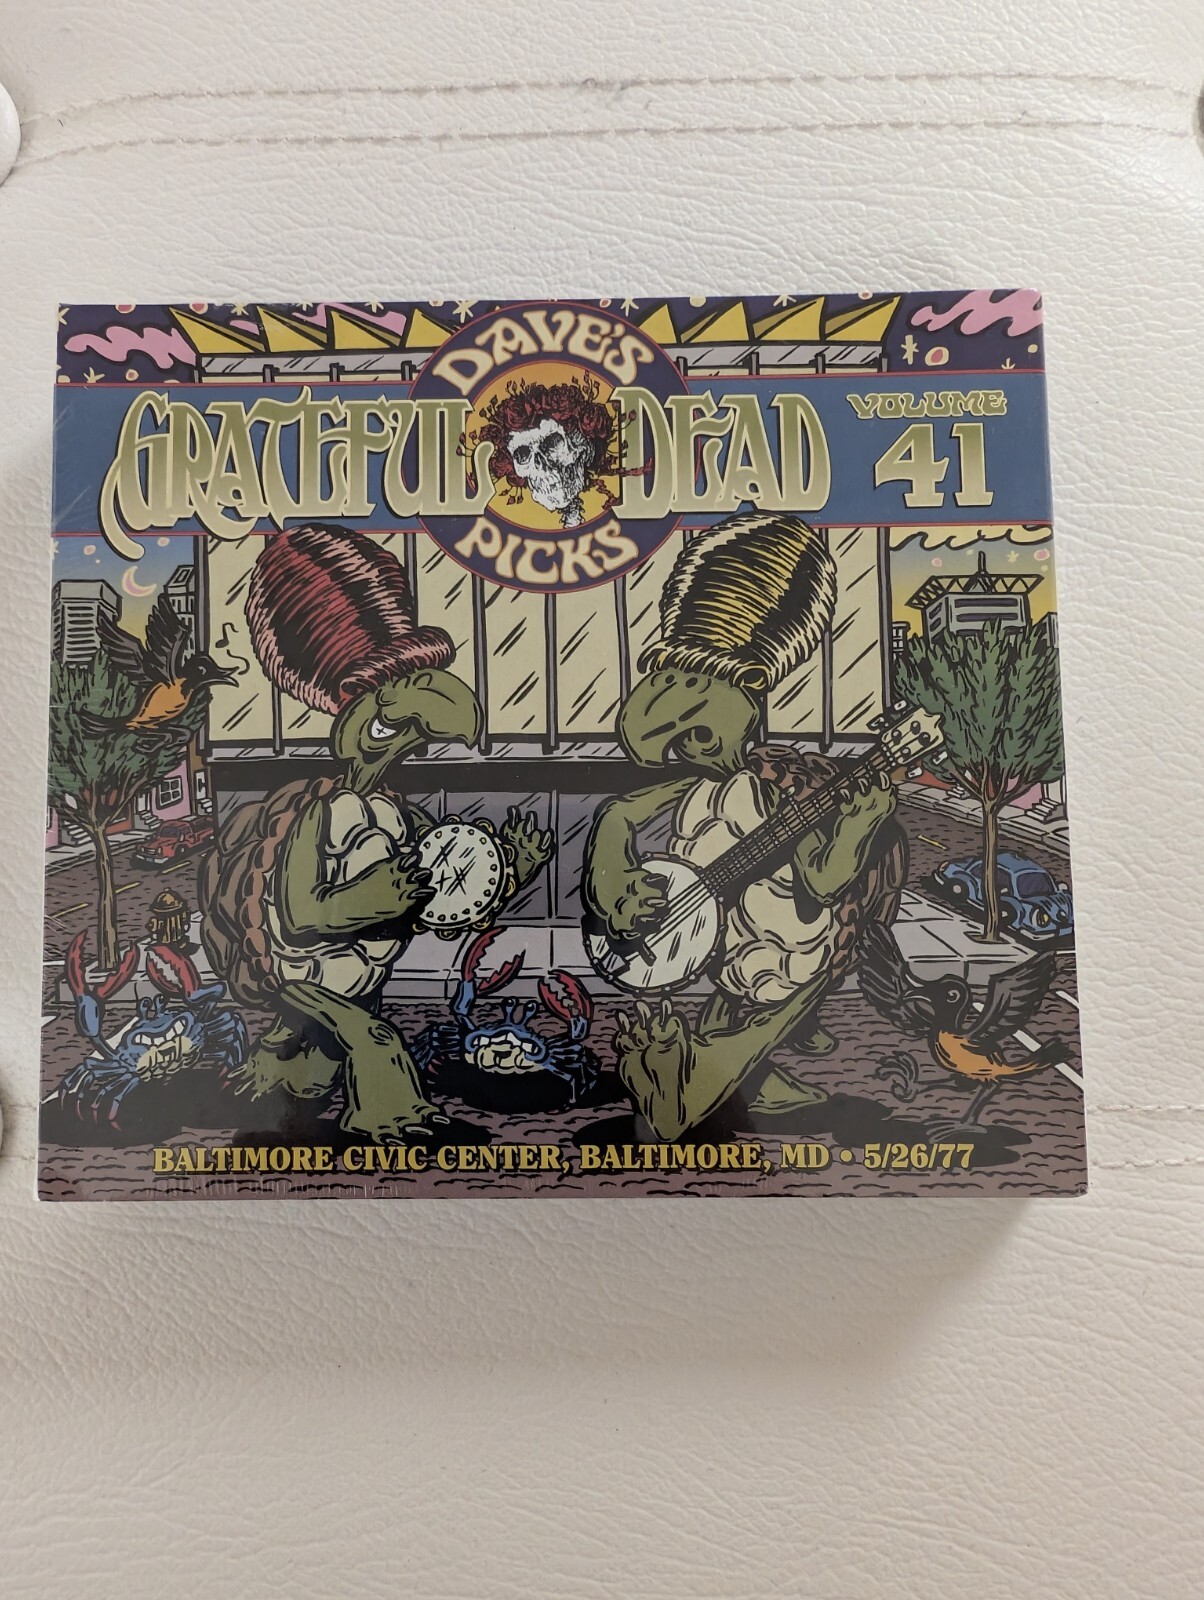 DAVE'S
GRATEFUL DEAD
VOLUME
41
PICKS
BALTIMORE CIVIC CENTER, BALTIMORE, MD • 5/26/77